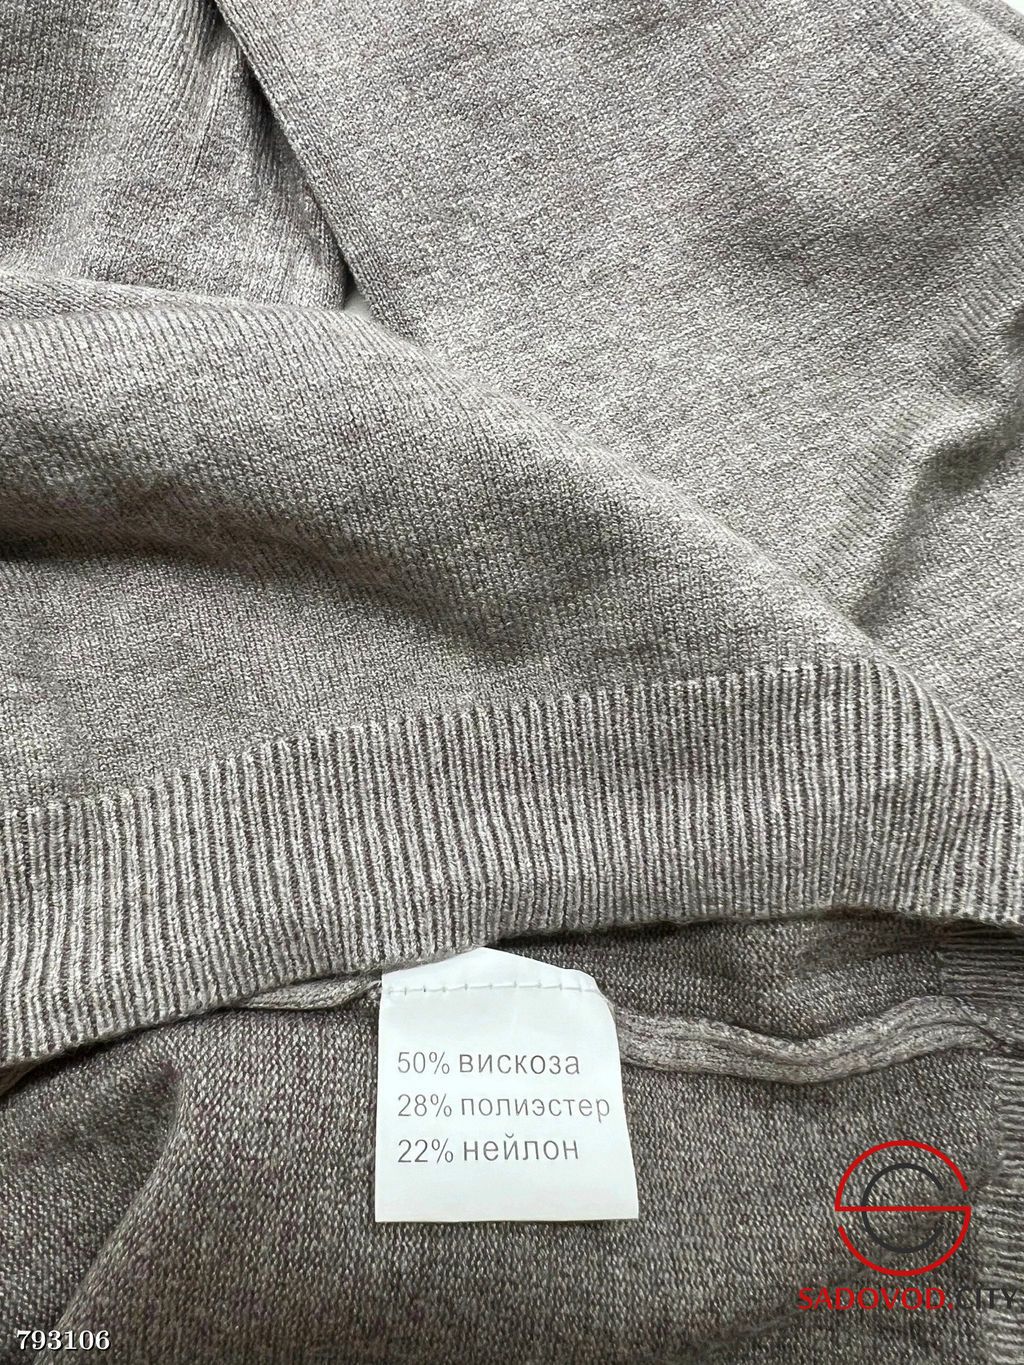 50% вискоза
28% полиэстер
22% нейлон
SADOVOD.CITY
793106